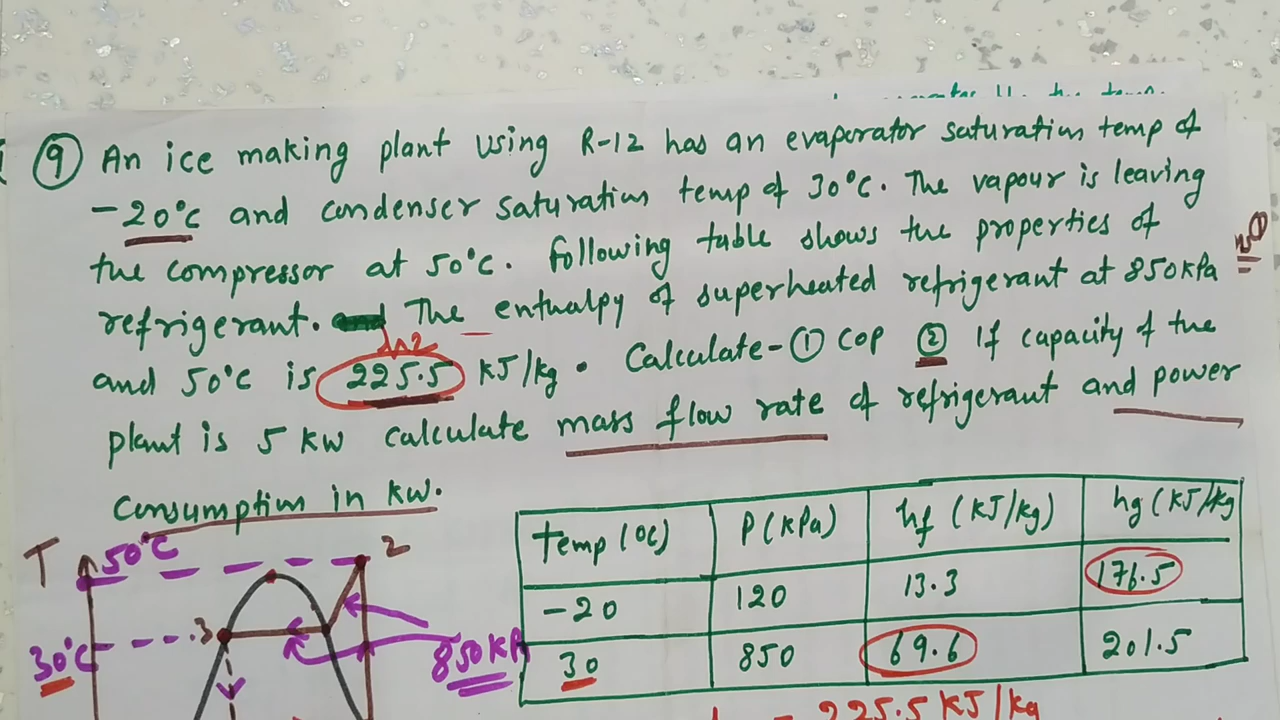 ⑨ An ice making plant using R-12 has an evaporator saturation temp of
-20°C and condenser saturation temp of 30°C. The vapour is leaving
the compressor at 50°C. following table shows the properties of
refrigerant. The enthalpy of superheated refrigerant at 850kPa
and 50°C is 225.5 kJ/kg. Calculate - ① COP ② If capacity of the
plant is 5 kw calculate mass flow rate of refrigerant and power
Consumption in kw.
temp (°C) P(kPa) hf (kJ/kg) hg (kJ/kg
-20 120 13.3 176.5
30 850 69.6 201.5
T 50°C 2
3
30°C 850 KPa
= 225.5 KJ/kg